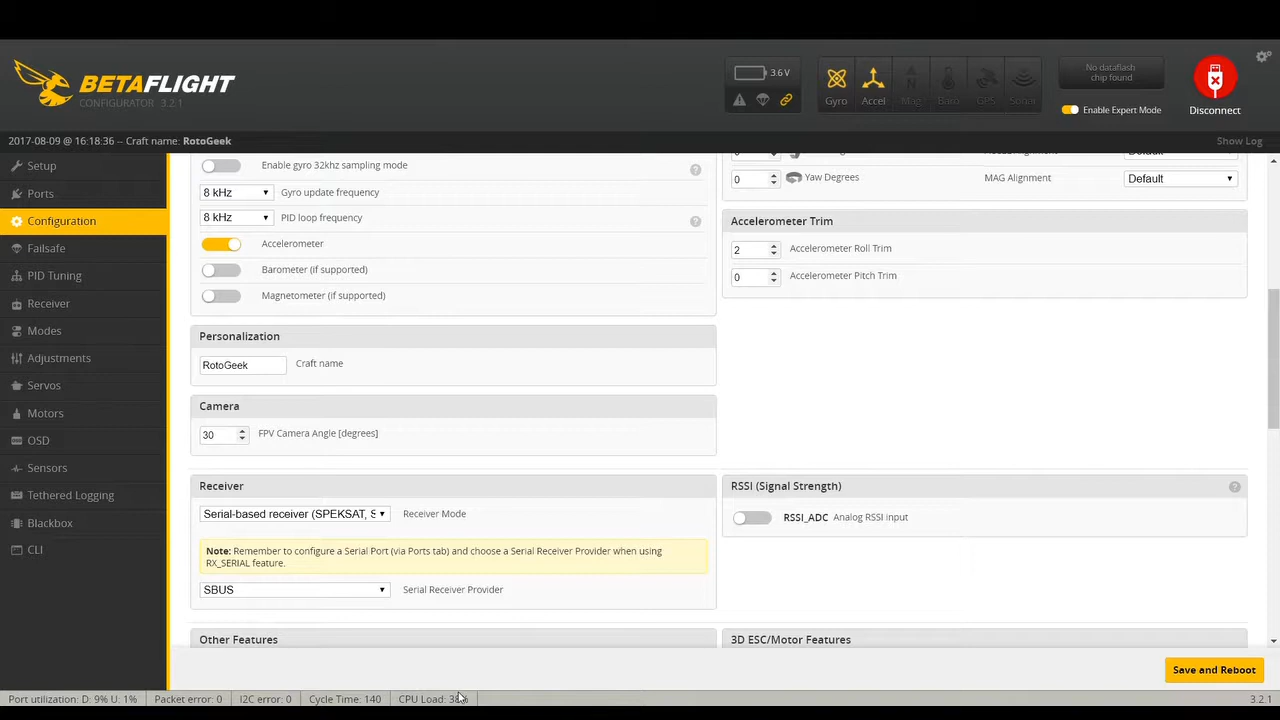 BETAFLIGHT
CONFIGURATOR 3.2.1
3.6 V
Gyro
Accel
Mag
Baro
GPS
Sonar
No dataflash
chip found
Enable Expert Mode
Disconnect
2017-08-09 @ 16:18:36 -- Craft name: RotoGeek
Show Log
Setup
Ports
Configuration
Failsafe
PID Tuning
Receiver
Modes
Adjustments
Servos
Motors
OSD
Sensors
Tethered Logging
Blackbox
CLI
Enable gyro 32khz sampling mode
8 kHz Gyro update frequency
8 kHz PID loop frequency
Accelerometer
Barometer (if supported)
Magnetometer (if supported)
0 Yaw Degrees
MAG Alignment Default
Accelerometer Trim
2 Accelerometer Roll Trim
0 Accelerometer Pitch Trim
Personalization
RotoGeek Craft name
Camera
30 FPV Camera Angle [degrees]
Receiver
Serial-based receiver (SPEKSAT, S Receiver Mode
Note: Remember to configure a Serial Port (via Ports tab) and choose a Serial Receiver Provider when using
RX_SERIAL feature.
SBUS Serial Receiver Provider
RSSI (Signal Strength)
RSSI_ADC Analog RSSI input
Other Features
3D ESC/Motor Features
Save and Reboot
Port utilization: D: 9% U: 1%
Packet error: 0
I2C error: 0
Cycle Time: 140
CPU Load:
3.2.1